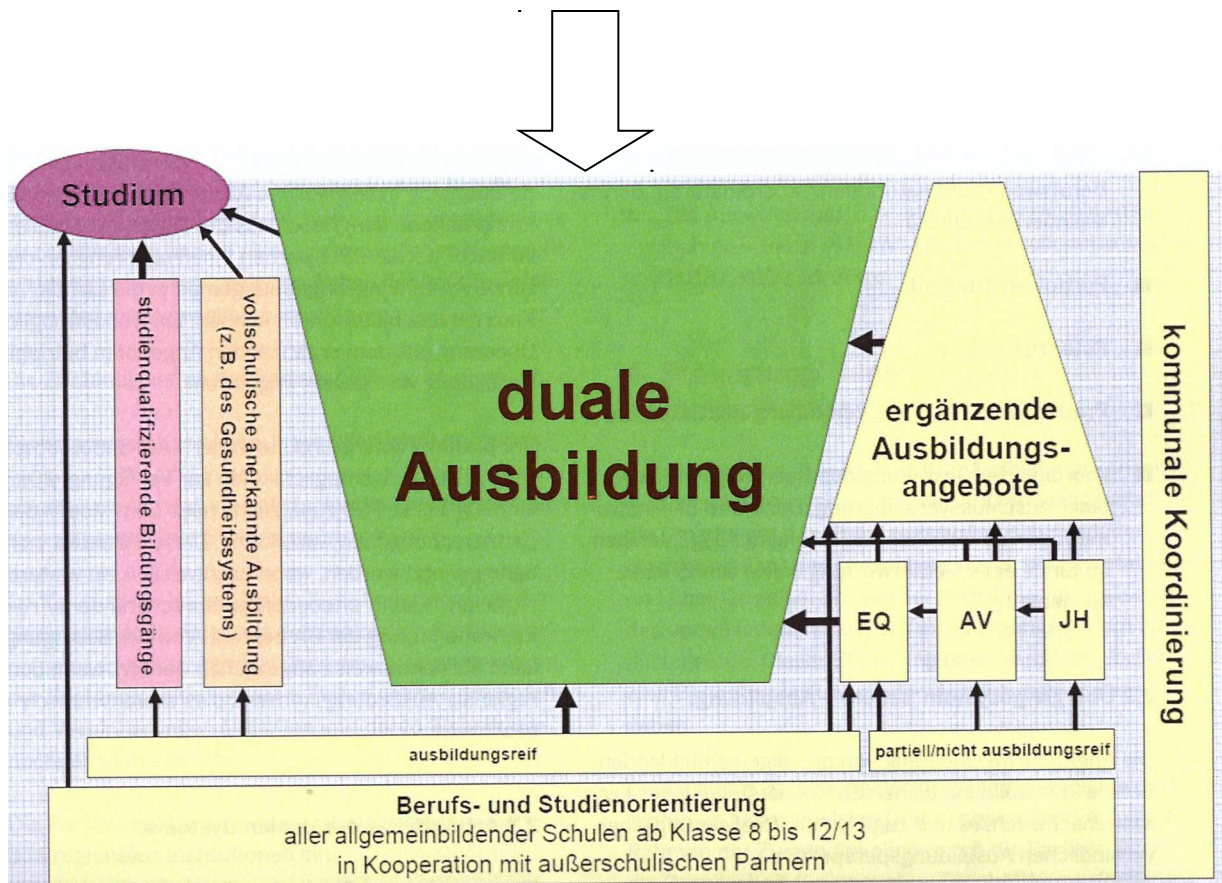 Studium
studienqualifizierende Bildungsgänge
vollschulische anerkannte Ausbildung
(z.B. des Gesundheitssystems)
duale
Ausbildung
ergänzende
Ausbildungs-
angebote
EQ
AV
JH
kommunale Koordinierung
ausbildungsreif
partiell/nicht ausbildungsreif
Berufs- und Studienorientierung
aller allgemeinbildender Schulen ab Klasse 8 bis 12/13
in Kooperation mit außerschulischen Partnern